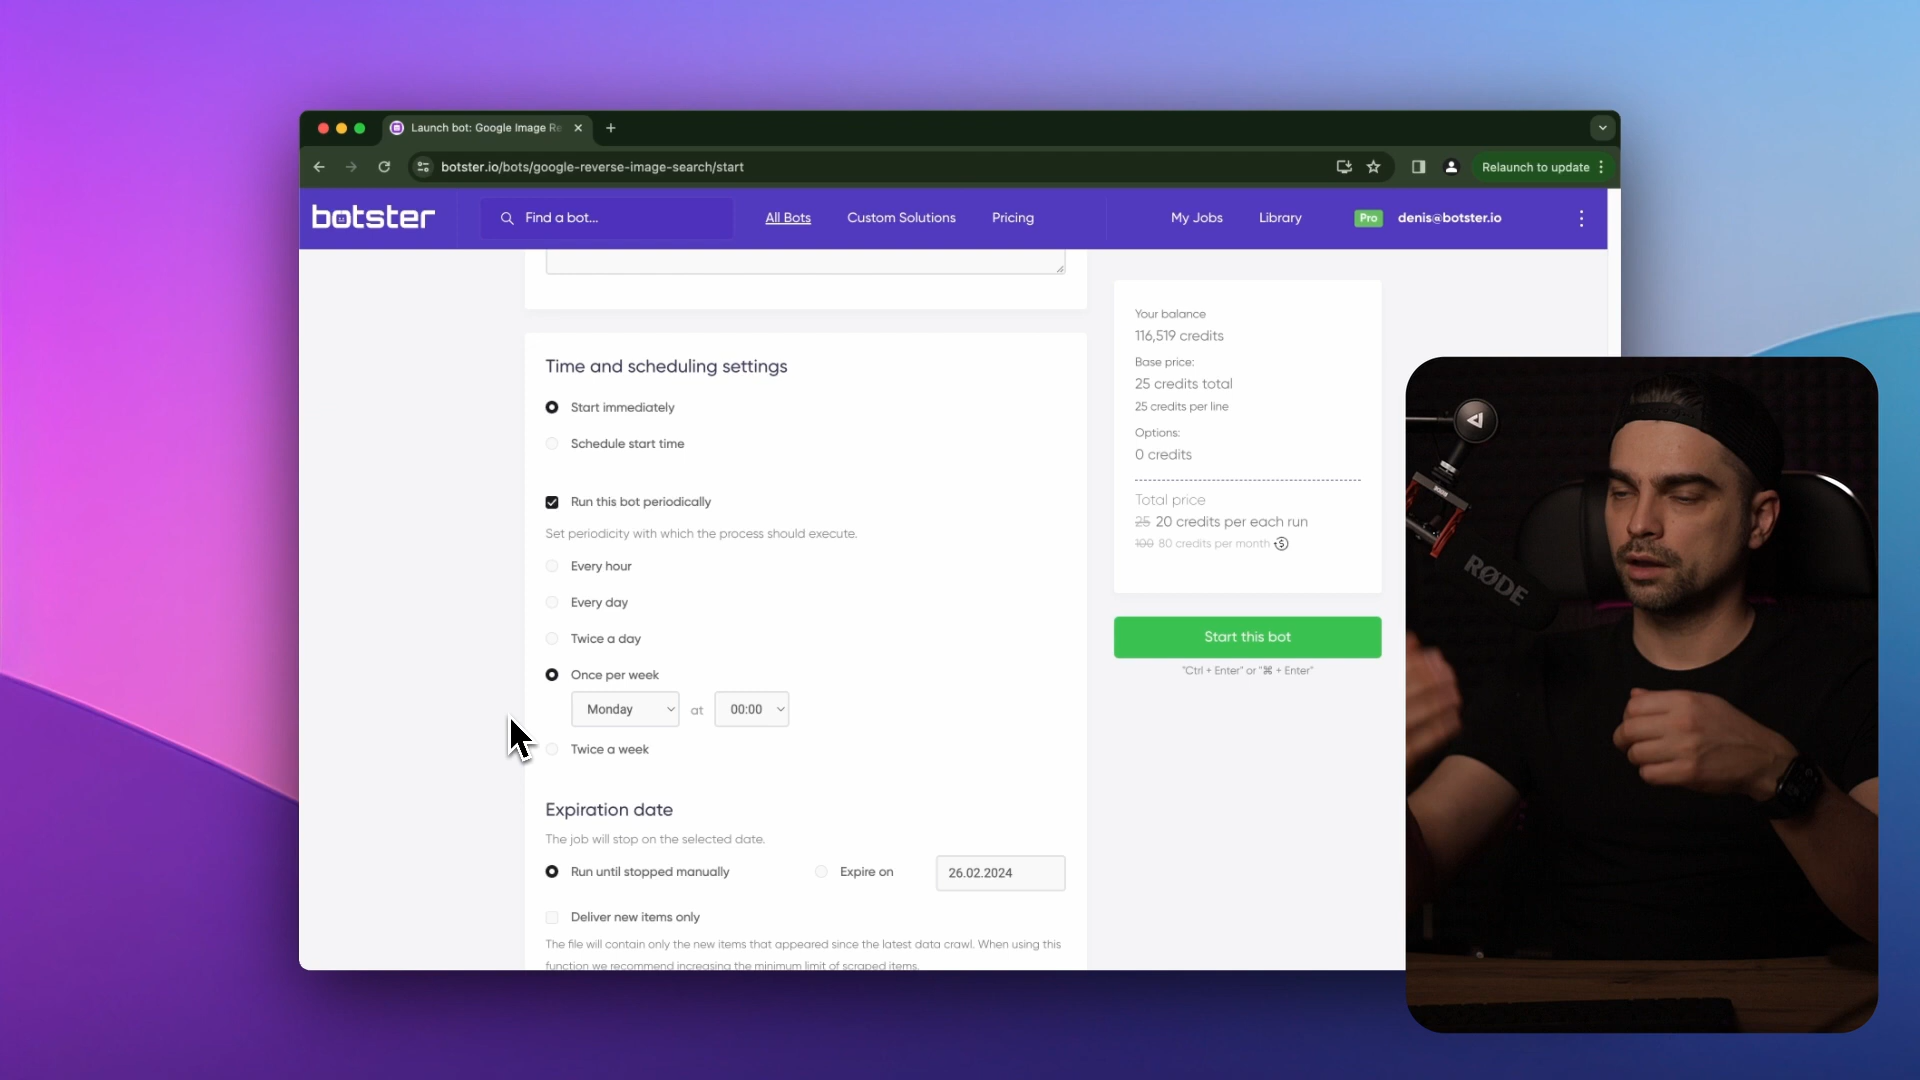 Launch bot: Google Image Re
botster.io/bots/google-reverse-image-search/start
Relaunch to update
botster
Find a bot...
All Bots
Custom Solutions
Pricing
My Jobs
Library
Pro
denis@botster.io
Time and scheduling settings
Start immediately
Schedule start time
Run this bot periodically
Set periodicity with which the process should execute.
Every hour
Every day
Twice a day
Once per week
Monday at 00:00
Twice a week
Expiration date
The job will stop on the selected date.
Run until stopped manually
Expire on
26.02.2024
Deliver new items only
The file will contain only the new items that appeared since the latest data crawl. When using this
function we recommend increasing the minimum limit of scraped items.
Your balance
116,519 credits
Base price:
25 credits total
25 credits per line
Options:
0 credits
Total price
25 20 credits per each run
100 80 credits per month
Start this bot
"Ctrl + Enter" or "⌘ + Enter"
RØDE